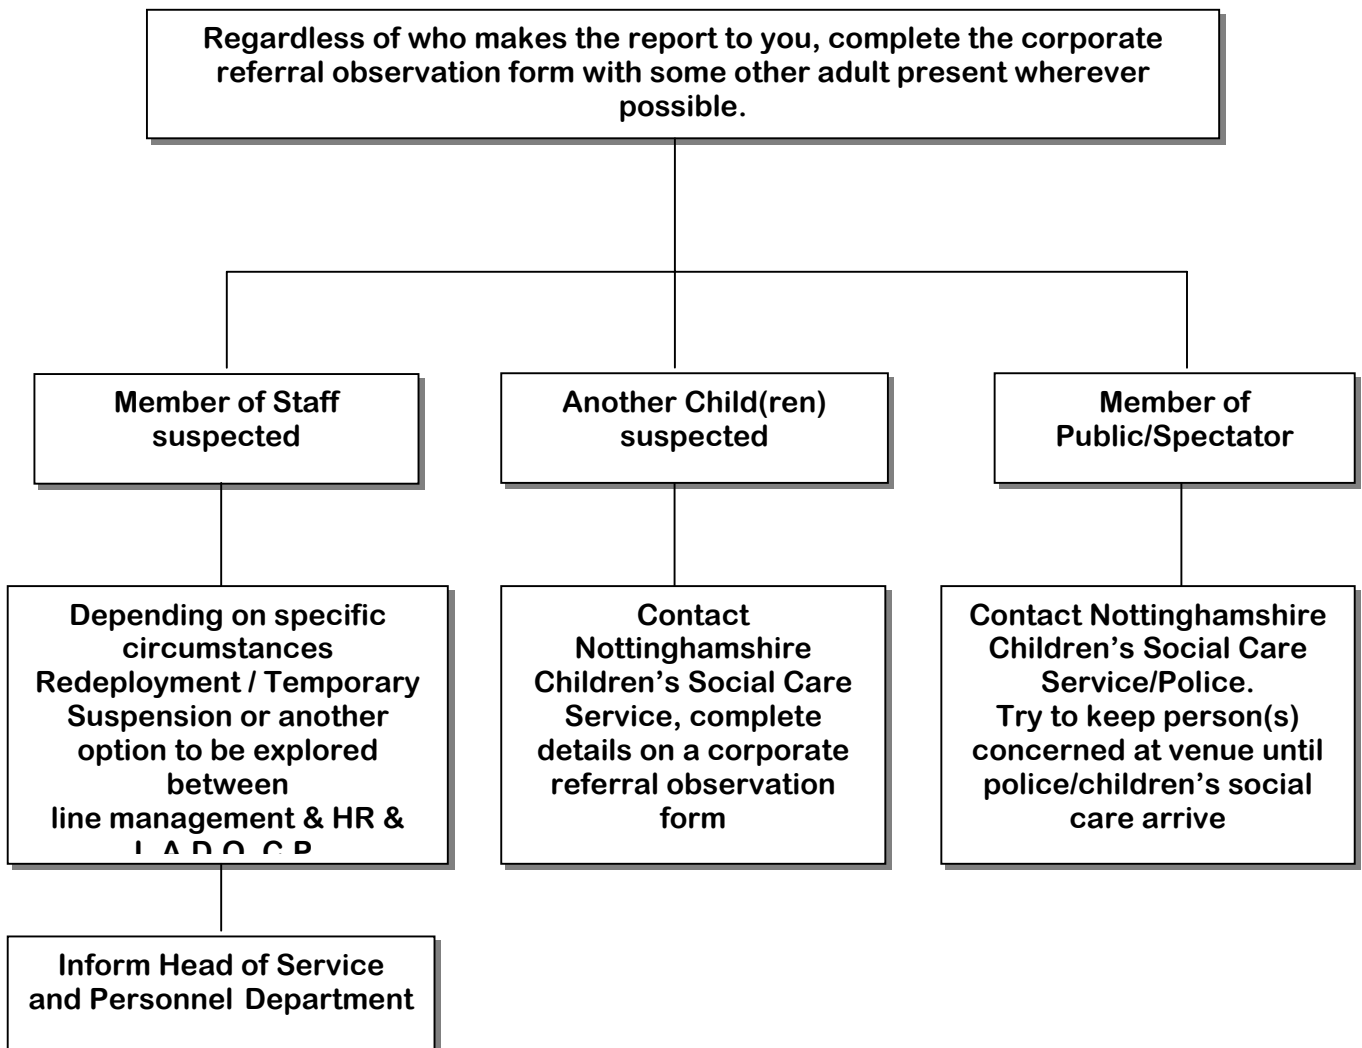 Regardless of who makes the report to you, complete the corporate
referral observation form with some other adult present wherever
possible.
Member of Staff
suspected
Another Child(ren)
suspected
Member of
Public/Spectator
Depending on specific
circumstances
Redeployment / Temporary
Suspension or another
option to be explored
between
line management & HR &
Contact
Nottinghamshire
Children’s Social Care
Service, complete
details on a corporate
referral observation
form
Contact Nottinghamshire
Children’s Social Care
Service/Police.
Try to keep person(s)
concerned at venue until
police/children’s social
care arrive
Inform Head of Service
and Personnel Department